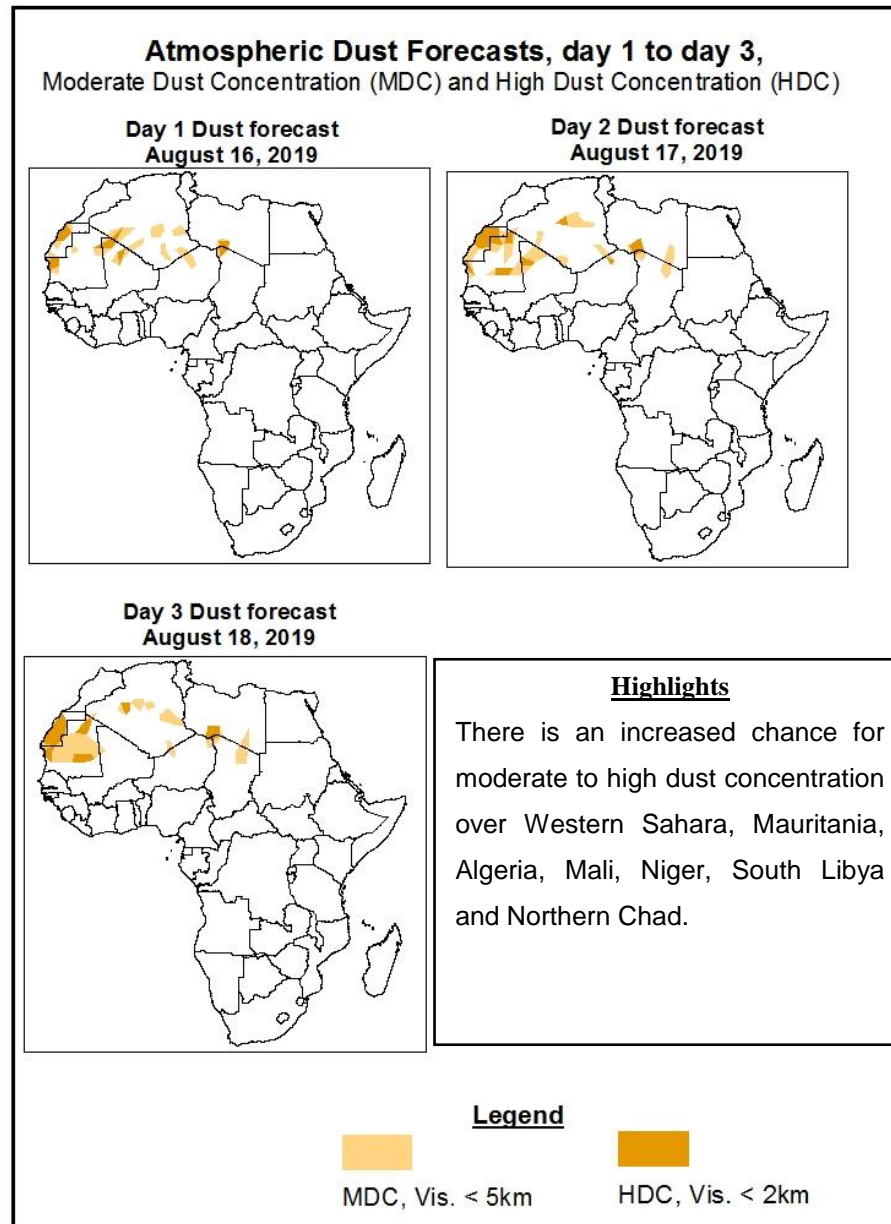 Atmospheric Dust Forecasts, day 1 to day 3,
Moderate Dust Concentration (MDC) and High Dust Concentration (HDC)
Day 1 Dust forecast
August 16, 2019
Day 2 Dust forecast
August 17, 2019
Day 3 Dust forecast
August 18, 2019
Highlights
There is an increased chance for
moderate to high dust concentration
over Western Sahara, Mauritania,
Algeria, Mali, Niger, South Libya
and Northern Chad.
Legend
MDC, Vis. < 5km
HDC, Vis. < 2km